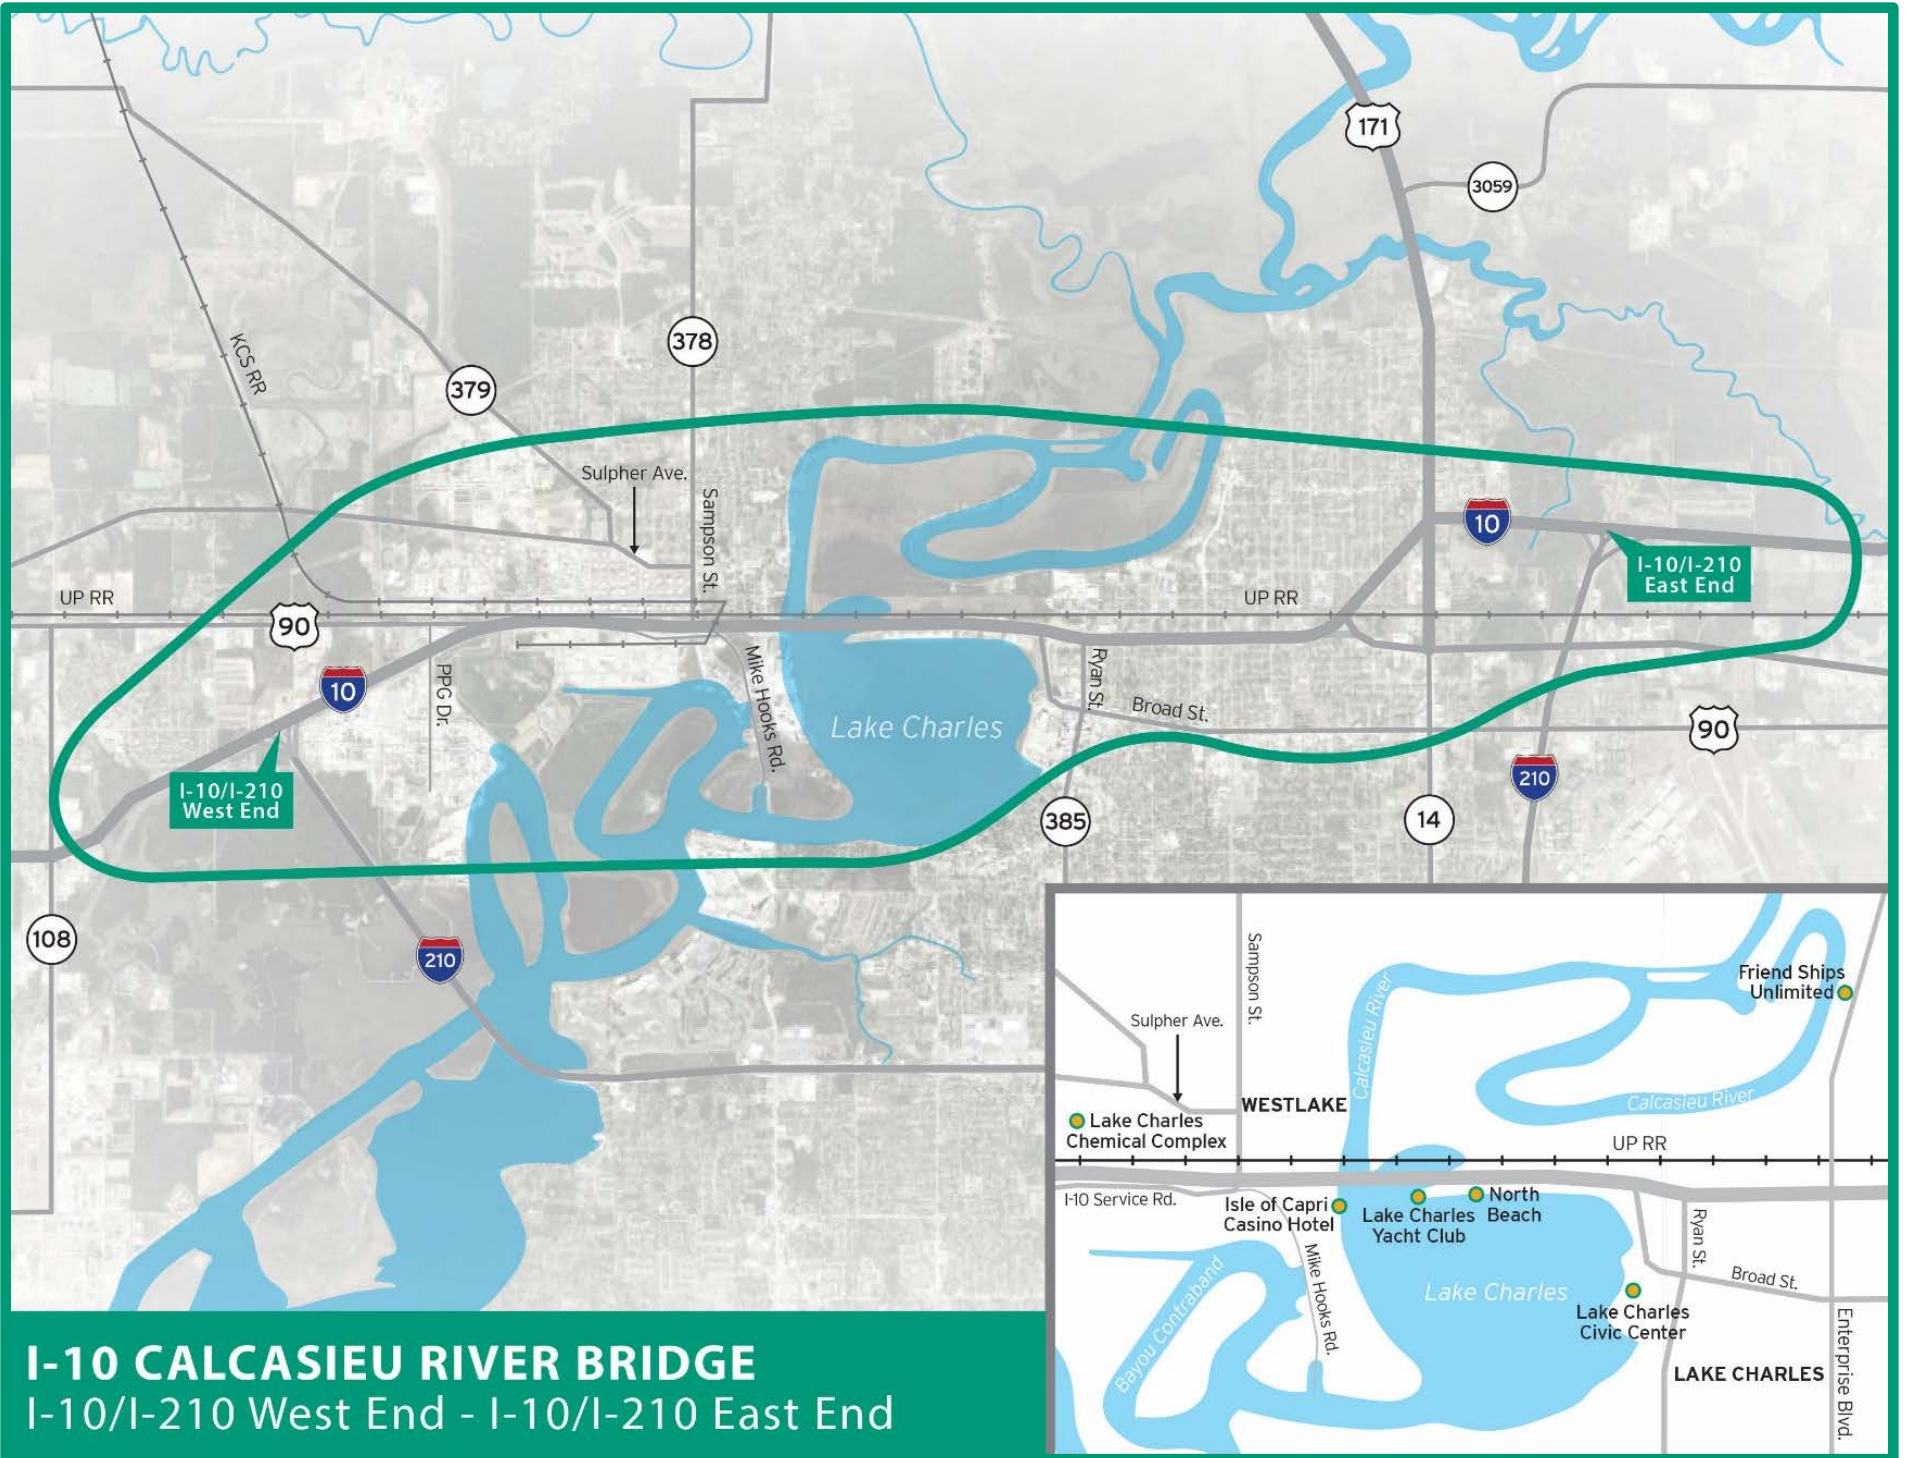 171
3059
378
KCS RR
379
Sulpher Ave.
Sampson St.
10
I-10/I-210
East End
UP RR
UP RR
90
10
PPG Dr.
Mike Hooks Rd.
Lake Charles
Ryan St.
Broad St.
90
I-10/I-210
West End
210
385
14
108
210
Sampson St.
Calcasieu River
Friend Ships
Unlimited
Sulpher Ave.
WESTLAKE
Calcasieu River
Lake Charles
Chemical Complex
UP RR
I-10 Service Rd.
Isle of Capri
Casino Hotel
Lake Charles
Yacht Club
North
Beach
Ryan St.
Mike Hooks Rd.
Bayou Contraband
Lake Charles
Broad St.
Lake Charles
Civic Center
LAKE CHARLES
Enterprise Blvd.
I-10 CALCASIEU RIVER BRIDGE
I-10/I-210 West End - I-10/I-210 East End